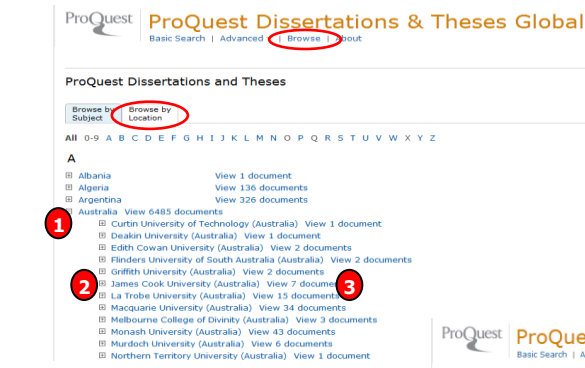 ProQuest ProQuest Dissertations & Theses Global
Basic Search | Advanced | Browse | About
ProQuest Dissertations and Theses
Browse by Subject
Browse by Location
All 0-9 A B C D E F G H I J K L M N O P Q R S T U V W X Y Z
A
Albania View 1 document
Algeria View 136 documents
Argentina View 326 documents
Australia View 6485 documents
1
Curtin University of Technology (Australia) View 1 document
Deakin University (Australia) View 1 document
Edith Cowan University (Australia) View 2 documents
Flinders University of South Australia (Australia) View 2 documents
Griffith University (Australia) View 2 documents
2 James Cook University (Australia) View 7 documen 3
La Trobe University (Australia) View 15 documents
Macquarie University (Australia) View 34 documents
Melbourne College of Divinity (Australia) View 3 documents
Monash University (Australia) View 43 documents
Murdoch University (Australia) View 6 documents
Northern Territory University (Australia) View 1 document
ProQuest ProQue
Basic Search | A